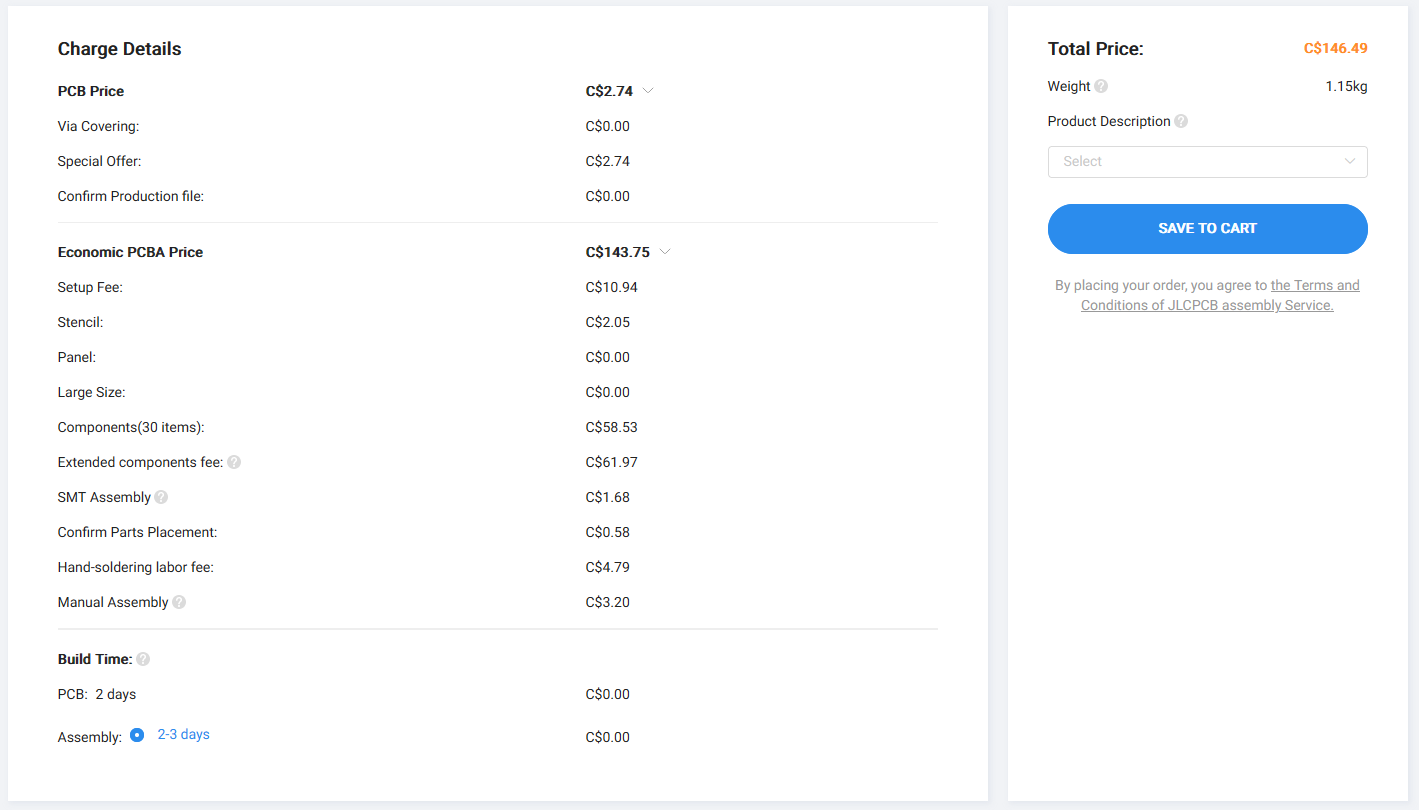 Charge Details
PCB Price C$2.74
Via Covering: C$0.00
Special Offer: C$2.74
Confirm Production file: C$0.00
Economic PCBA Price C$143.75
Setup Fee: C$10.94
Stencil: C$2.05
Panel: C$0.00
Large Size: C$0.00
Components(30 items): C$58.53
Extended components fee: ? C$61.97
SMT Assembly ? C$1.68
Confirm Parts Placement: C$0.58
Hand-soldering labor fee: C$4.79
Manual Assembly ? C$3.20
Build Time: ?
PCB: 2 days C$0.00
Assembly: 2-3 days C$0.00
Total Price: C$146.49
Weight ? 1.15kg
Product Description ?
Select
SAVE TO CART
By placing your order, you agree to the Terms and
Conditions of JLCPCB assembly Service.